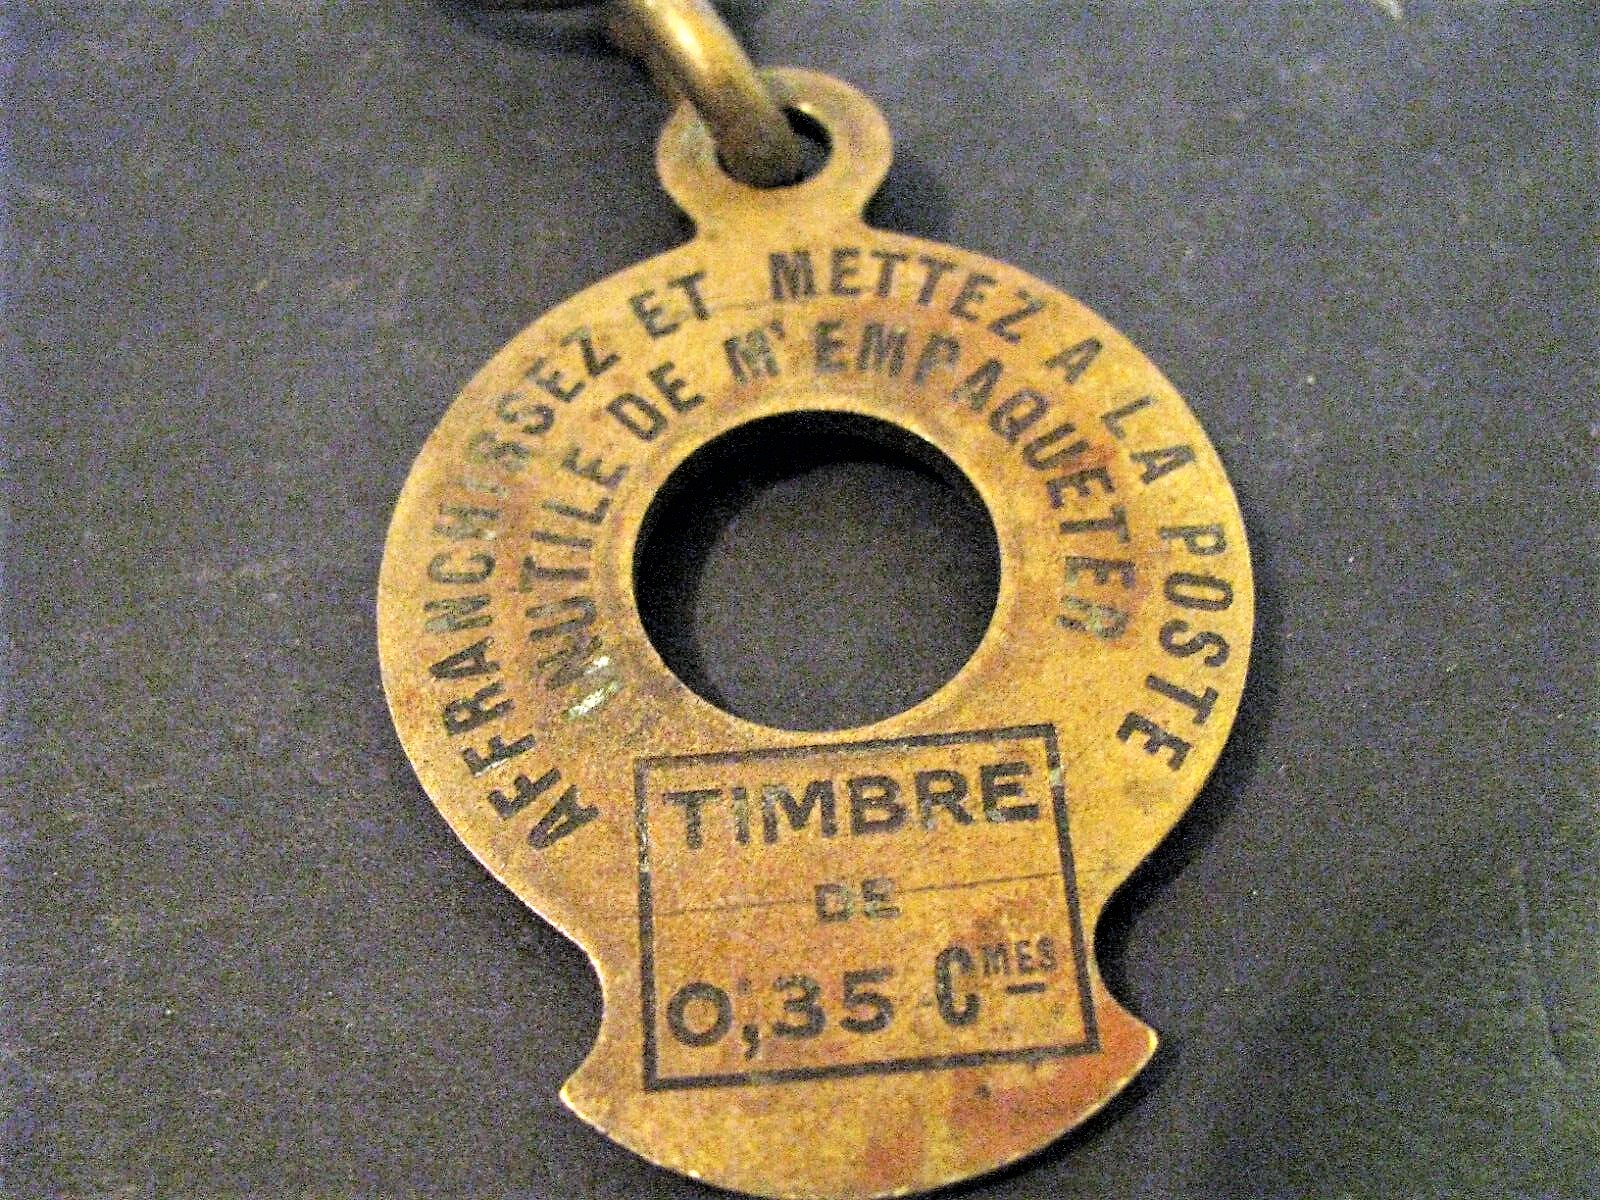 AFFRANCHISSEZ ET METTEZ A LA POSTE
INUTILE DE M'EMPAQUETER
TIMBRE
DE
0,35 CMES